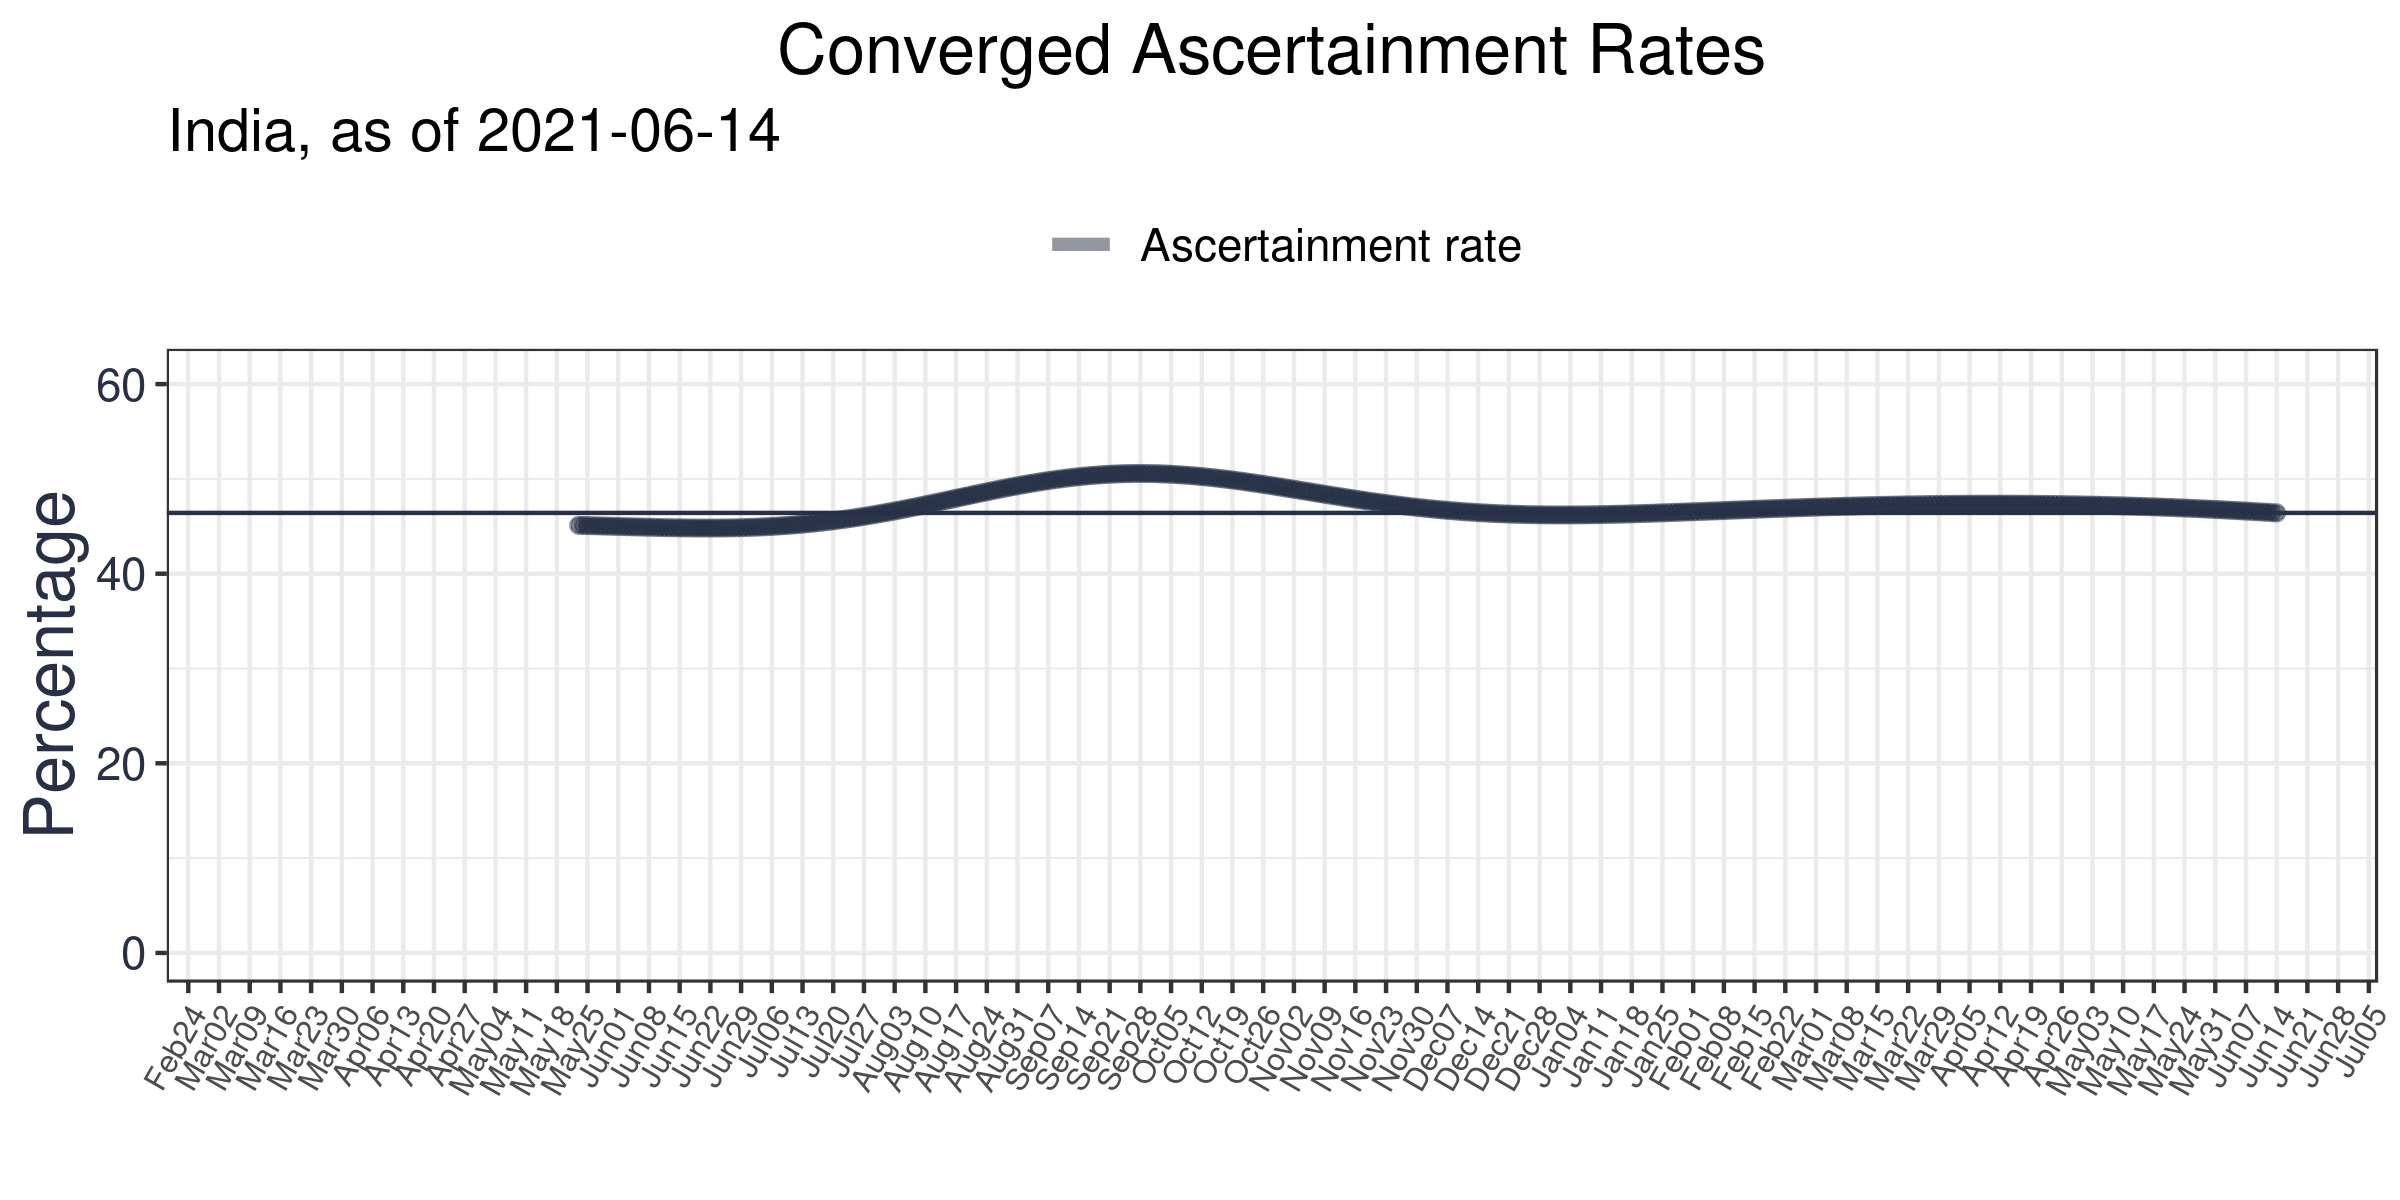 Converged Ascertainment Rates
India, as of 2021-06-14
Ascertainment rate
Percentage
60
40
20
0
Feb24 Mar02 Mar09 Mar16 Mar23 Mar30 Apr06 Apr13 Apr20 Apr27 May04 May11 May18 May25 Jun01 Jun08 Jun15 Jun22 Jun29 Jul06 Jul13 Jul20 Jul27 Aug03 Aug10 Aug17 Aug24 Aug31 Sep07 Sep14 Sep21 Sep28 Oct05 Oct12 Oct19 Oct26 Nov02 Nov09 Nov16 Nov23 Nov30 Dec07 Dec14 Dec21 Dec28 Jan04 Jan11 Jan18 Jan25 Feb01 Feb08 Feb15 Feb22 Mar01 Mar08 Mar15 Mar22 Mar29 Apr05 Apr12 Apr19 Apr26 May03 May10 May17 May24 May31 Jun07 Jun14 Jun21 Jun28 Jul05